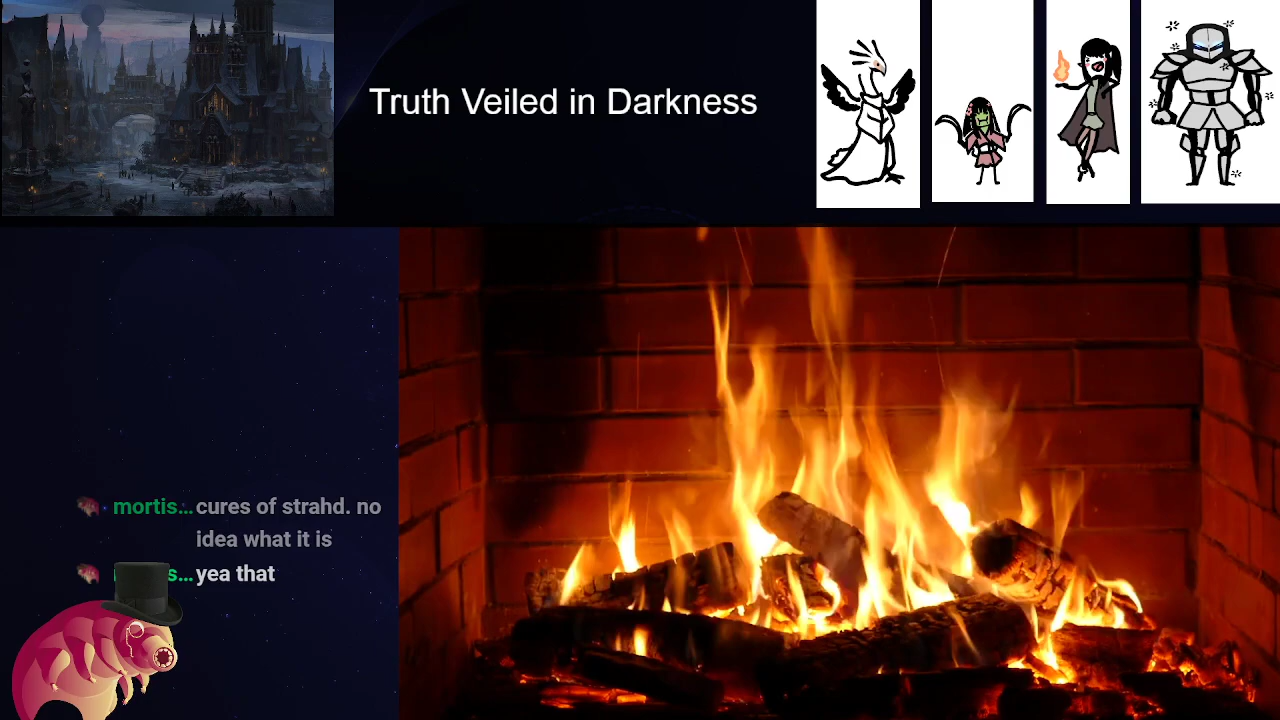 Truth Veiled in Darkness
mortis... cures of strahd. no
idea what it is
s... yea that